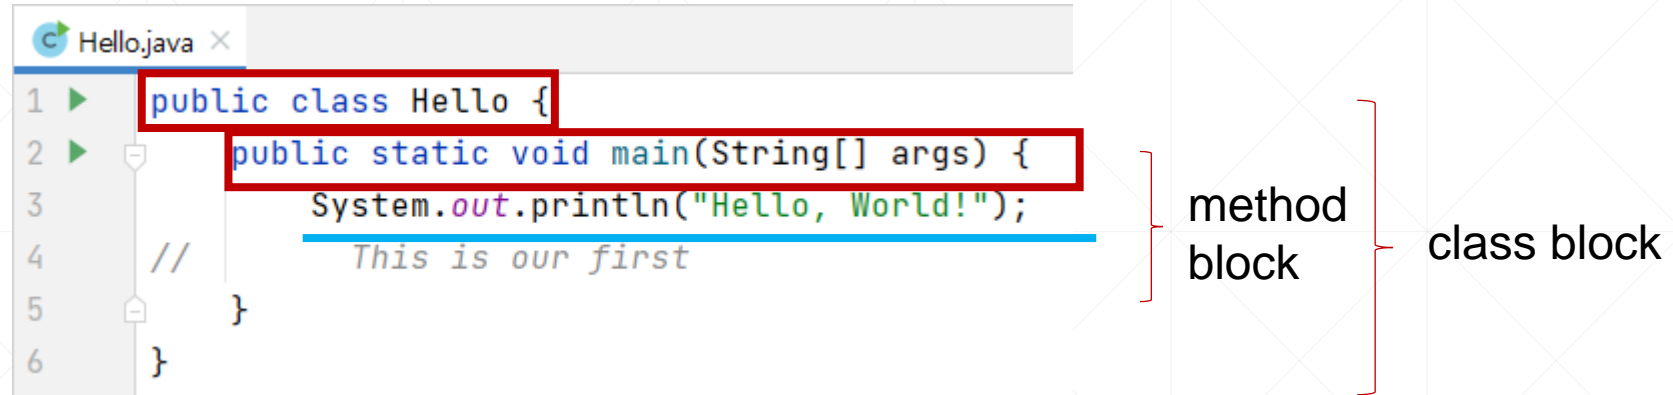 C Hello.java ×
1 public class Hello {
2 public static void main(String[] args) {
3 System.out.println("Hello, World!");
4 // This is our first
5 }
6 }
method
block
class block